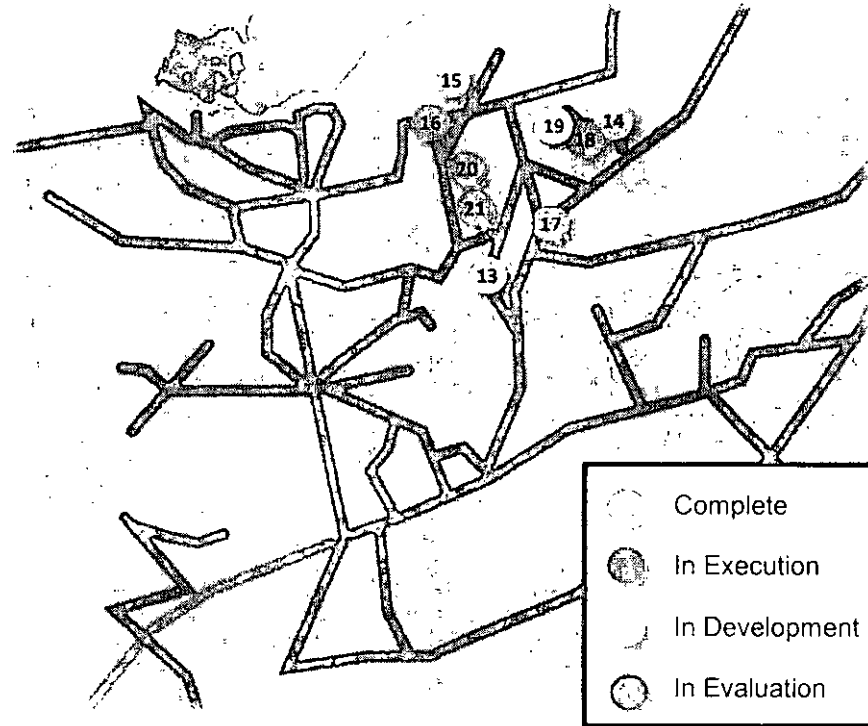 15
16
19
18
14
20
21
17
13
Complete
In Execution
In Development
In Evaluation